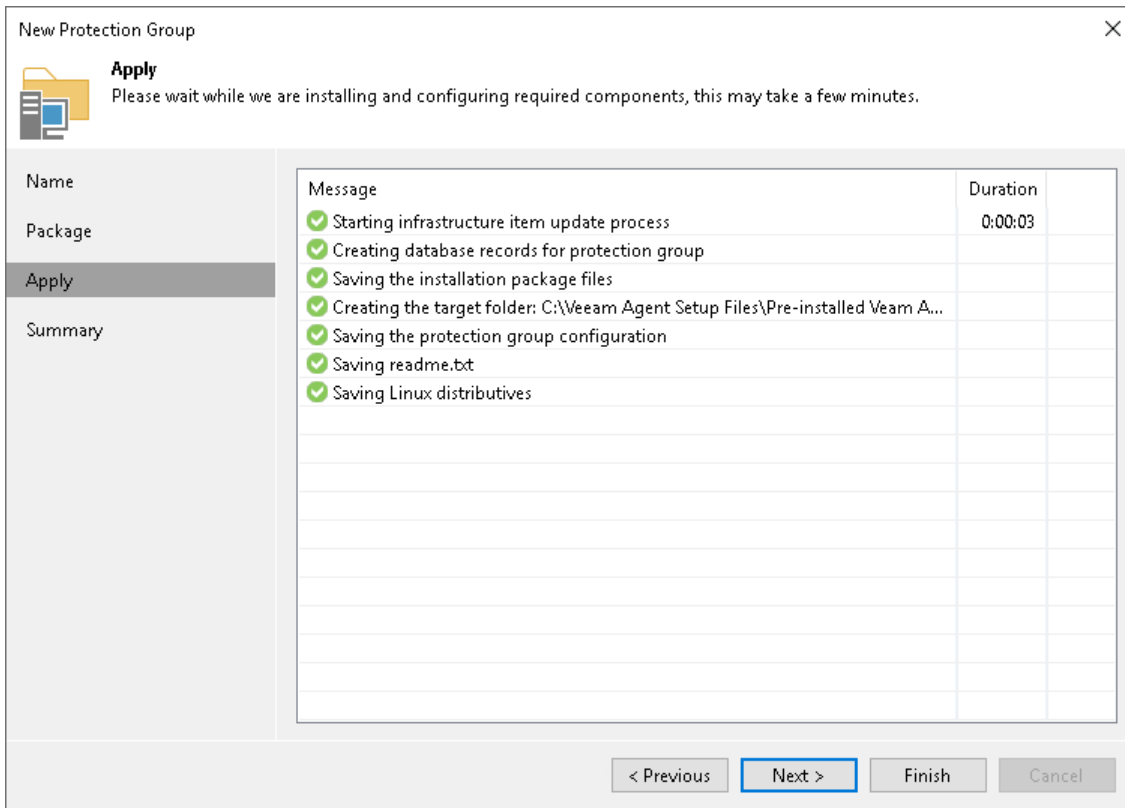 New Protection Group
Apply
Please wait while we are installing and configuring required components, this may take a few minutes.
Name
Package
Apply
Summary
Message Duration
Starting infrastructure item update process 0:00:03
Creating database records for protection group
Saving the installation package files
Creating the target folder: C:\Veeam Agent Setup Files\Pre-installed Veam A...
Saving the protection group configuration
Saving readme.txt
Saving Linux distributives
< Previous Next > Finish Cancel